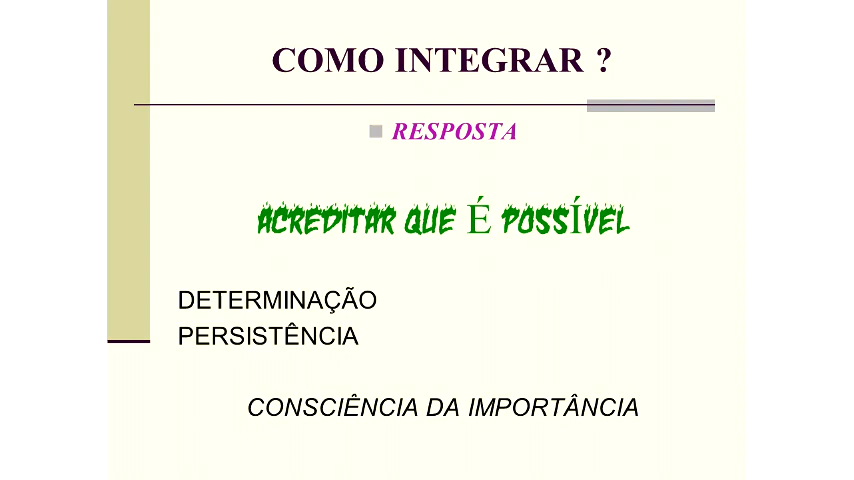 COMO INTEGRAR ?
RESPOSTA
ACREDITAR QUE É POSSÍVEL
DETERMINAÇÃO
PERSISTÊNCIA
CONSCIÊNCIA DA IMPORTÂNCIA